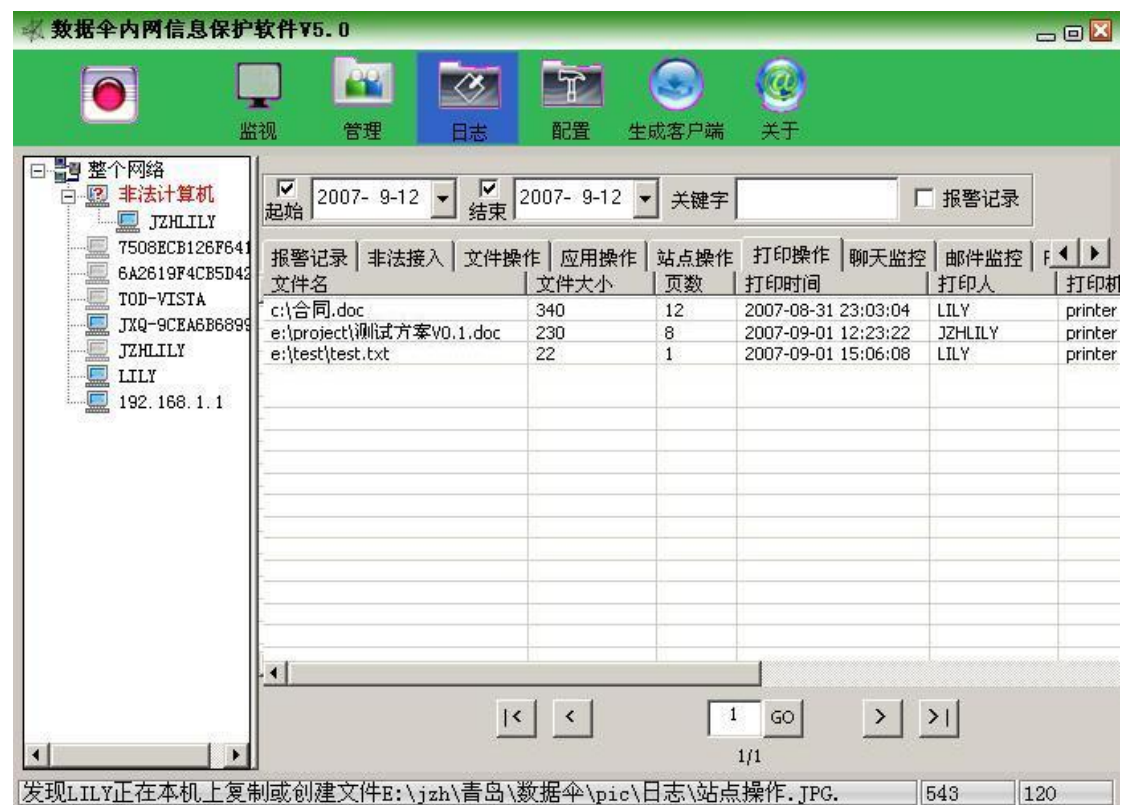 数据伞内网信息保护软件V5.0
监视 管理 日志 配置 生成客户端 关于
整个网络
非法计算机
JZHLILY
7508ECB126F641
6A2619F4CB5D42
TOD-VISTA
JXQ-9CEA6B6899
JZHLILY
LILY
192.168.1.1
起始 2007- 9-12 结束 2007- 9-12 关键字 报警记录
报警记录 非法接入 文件操作 应用操作 站点操作 打印操作 聊天监控 邮件监控
文件名 文件大小 页数 打印时间 打印人 打印机
c:\合同.doc 340 12 2007-08-31 23:03:04 LILY printer
e:\project\测试方案V0.1.doc 230 8 2007-09-01 12:23:22 JZHLILY printer
e:\test\test.txt 22 1 2007-09-01 15:06:08 LILY printer
|< < 1 GO > >|
1/1
发现LILY正在本机上复制或创建文件E:\jzh\青岛\数据伞\pic\日志\站点操作.JPG. 543 120